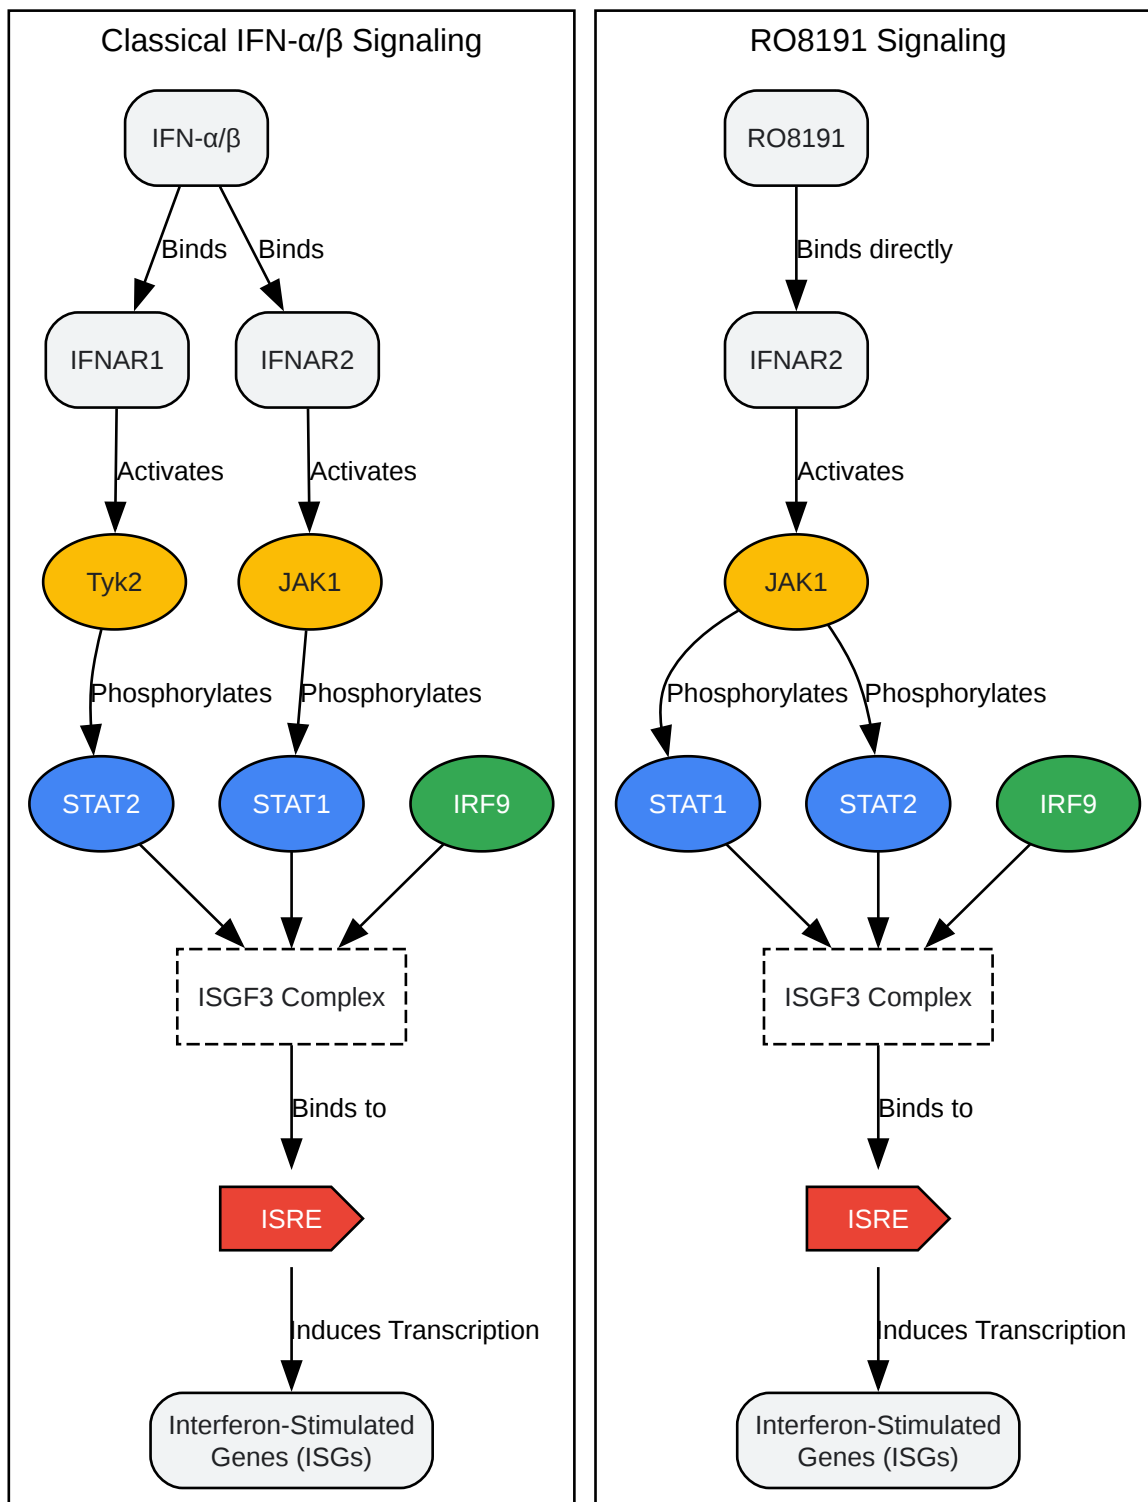 Classical IFN-α/β Signaling
IFN-α/β
Binds
Binds
IFNAR1
IFNAR2
Activates
Activates
Tyk2
JAK1
Phosphorylates
Phosphorylates
STAT2
STAT1
IRF9
ISGF3 Complex
Binds to
ISRE
Induces Transcription
Interferon-Stimulated
Genes (ISGs)
RO8191 Signaling
RO8191
Binds directly
IFNAR2
Activates
JAK1
Phosphorylates
Phosphorylates
STAT1
STAT2
IRF9
ISGF3 Complex
Binds to
ISRE
Induces Transcription
Interferon-Stimulated
Genes (ISGs)